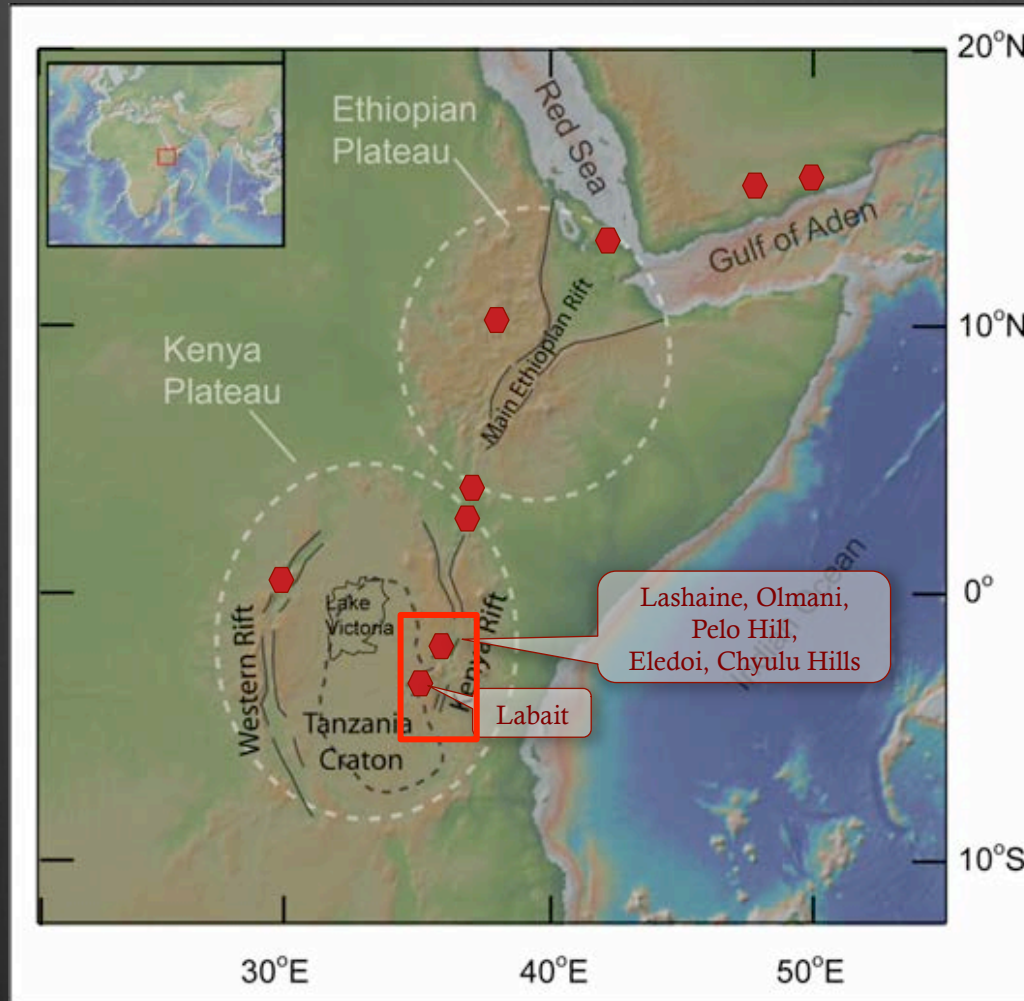 20°N
Ethiopian
Plateau
Red Sea
Gulf of Aden
10°N
Main Ethiopian Rift
Kenya
Plateau
Lake
Victoria
Western Rift
Kenya Rift
Lashaine, Olmani,
Pelo Hill,
Eledoi, Chyulu Hills
0°
Indian Ocean
Labait
Tanzania
Craton
10°S
30°E
40°E
50°E